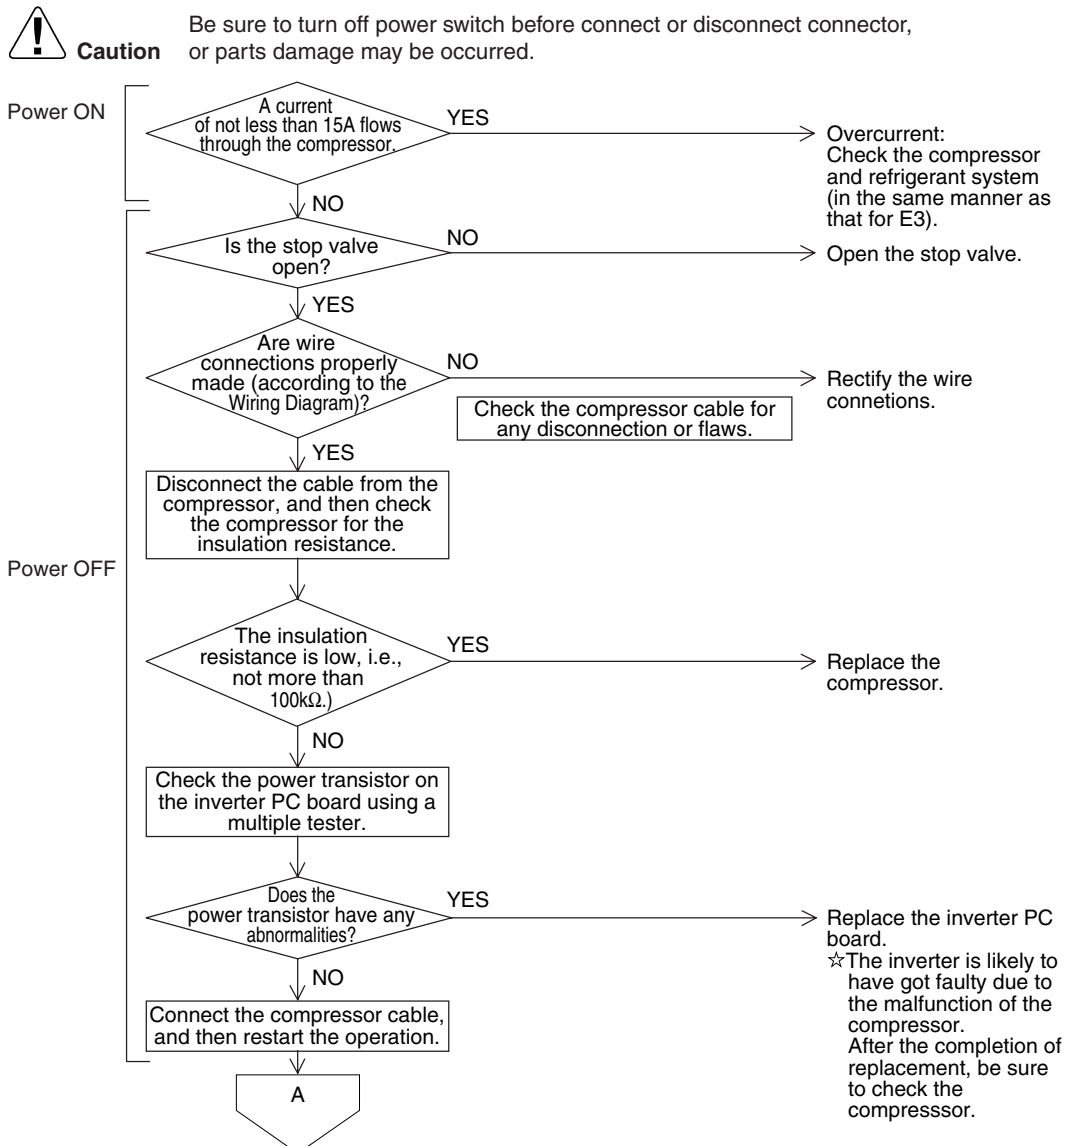 Be sure to turn off power switch before connect or disconnect connector,
Caution or parts damage may be occurred.
Power ON
A current
of not less than 15A flows
through the compressor.
YES
Overcurrent:
Check the compressor
and refrigerant system
(in the same manner as
that for E3).
NO
Is the stop valve
open?
NO
Open the stop valve.
YES
Are wire
connections properly
made (according to the
Wiring Diagram)?
NO
Rectify the wire
connetions.
Check the compressor cable for
any disconnection or flaws.
YES
Disconnect the cable from the
compressor, and then check
the compressor for the
insulation resistance.
Power OFF
The insulation
resistance is low, i.e.,
not more than
100kΩ.)
YES
Replace the
compressor.
NO
Check the power transistor on
the inverter PC board using a
multiple tester.
Does the
power transistor have any
abnormalities?
YES
Replace the inverter PC
board.
☆The inverter is likely to
have got faulty due to
the malfunction of the
compressor.
After the completion of
replacement, be sure
to check the
compresssor.
NO
Connect the compressor cable,
and then restart the operation.
A